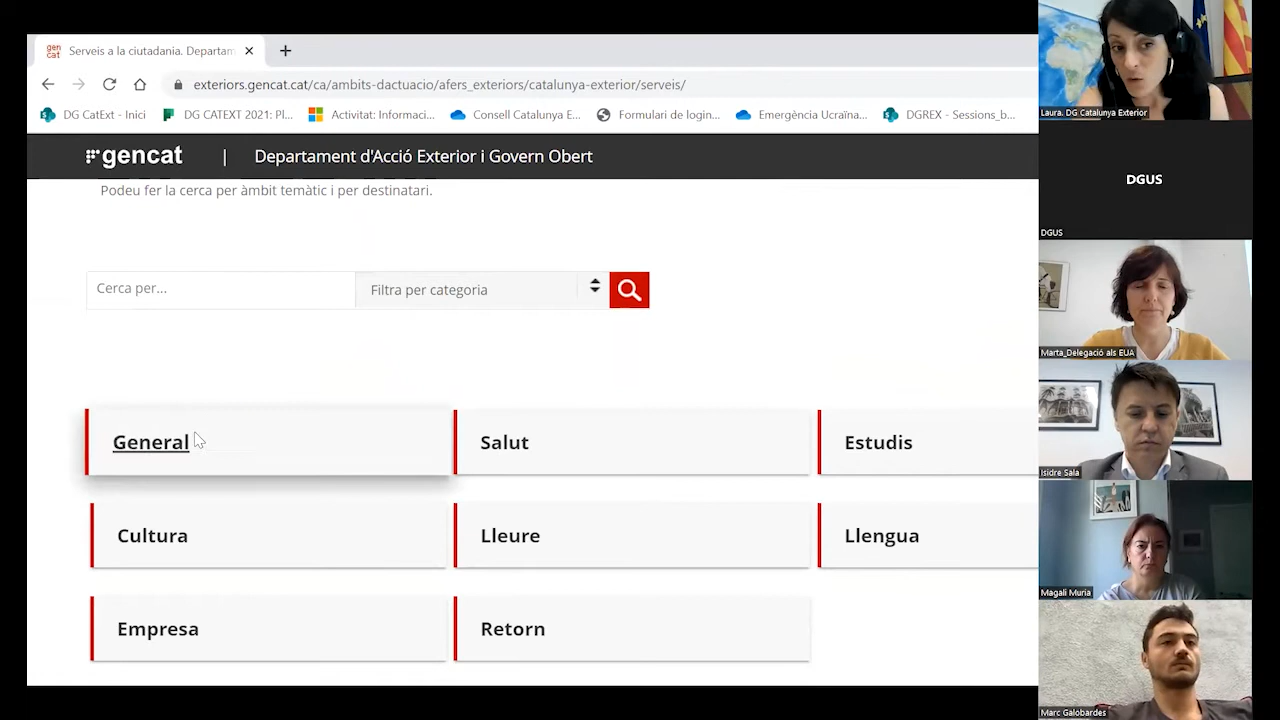 gen
cat
Serveis a la ciutadania. Departam
exteriors.gencat.cat/ca/ambits-dactuacio/afers_exteriors/catalunya-exterior/serveis/
DG CatExt - Inici
DG CATEXT 2021: Pl...
Consell Catalunya E...
Formulari de login...
Emergència Ucraïna...
DGREX - Sessions_b...
gencat | Departament d'Acció Exterior i Govern Obert
Podeu fer la cerca per àmbit temàtic i per destinatari.
Cerca per...
Filtra per categoria
General
Salut
Estudis
Cultura
Lleure
Llengua
Empresa
Retorn
Laura. DG Catalunya Exterior
DGUS
DGUS
Marta_Delegació als EUA
Isidre Sala
Magali Muria
Marc Galobardes